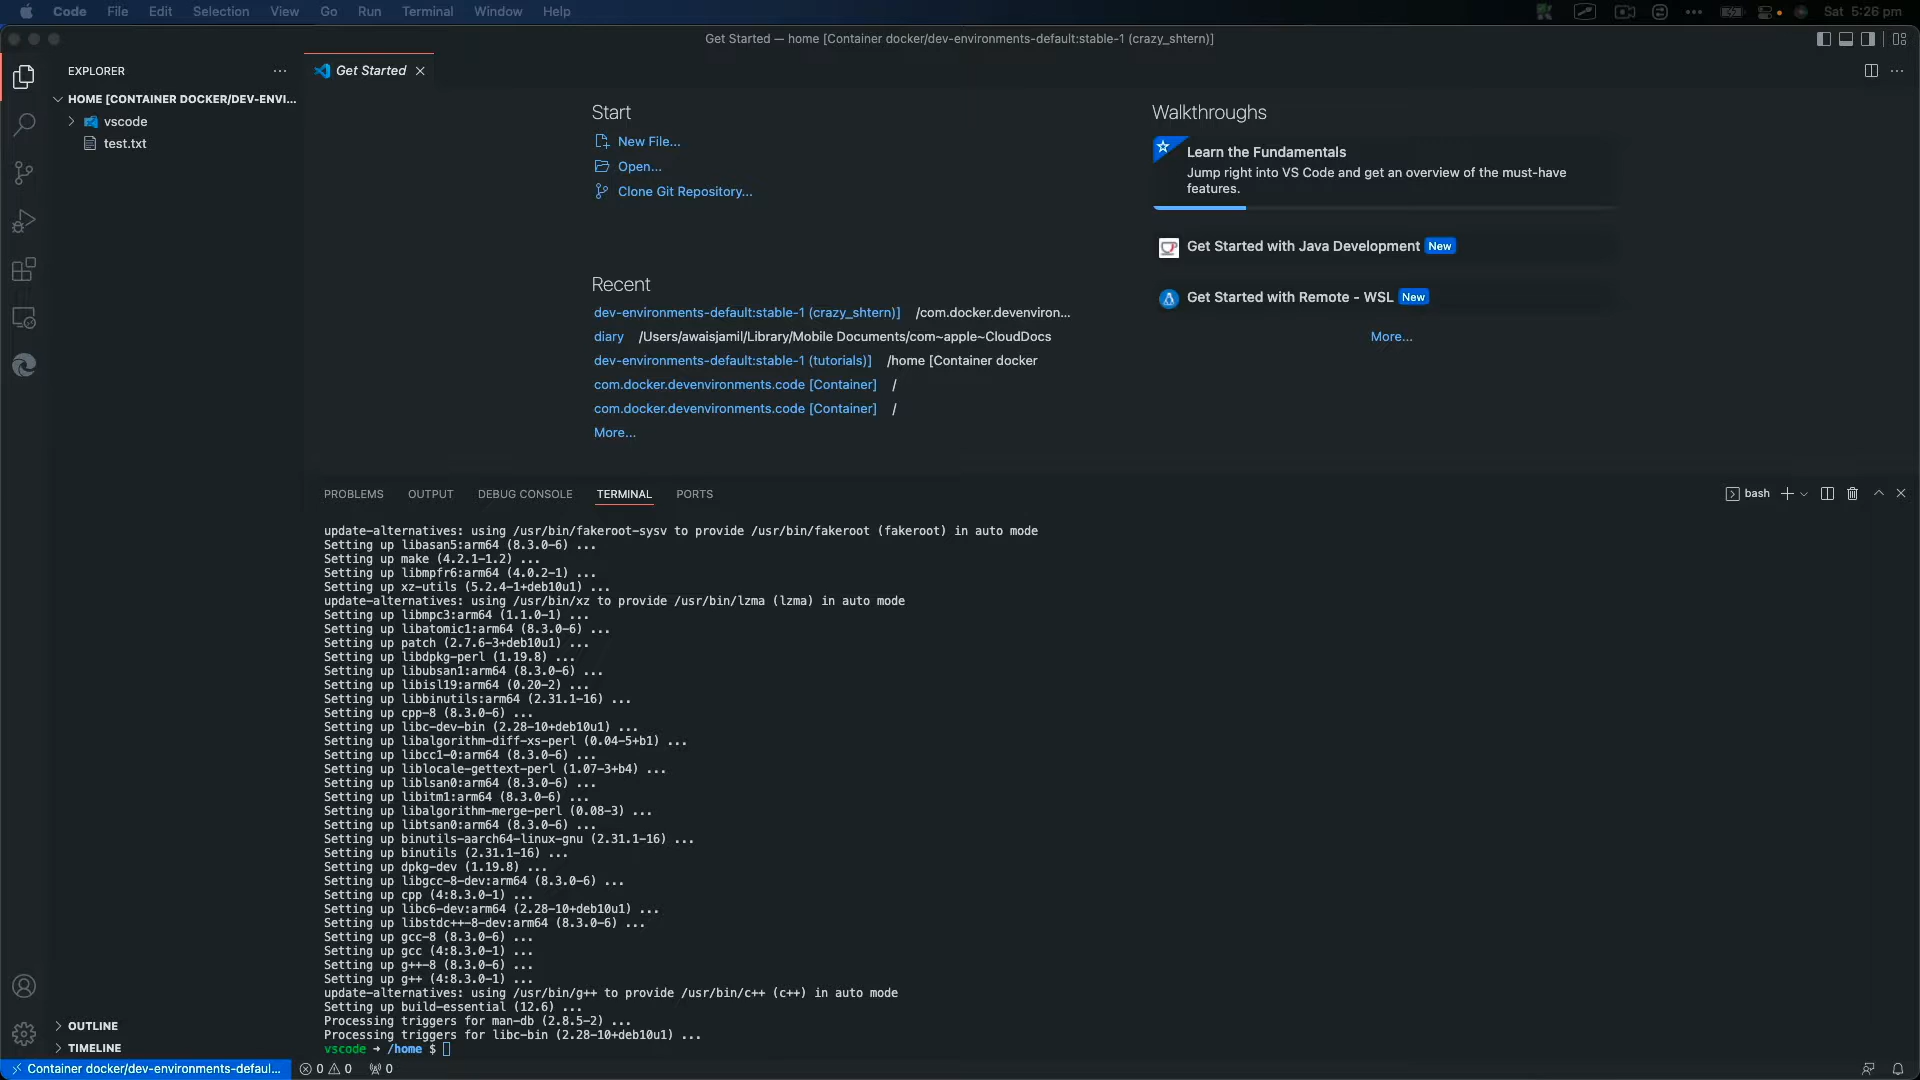 Code File Edit Selection View Go Run Terminal Window Help
Sat 5:26 pm
Get Started — home [Container docker/dev-environments-default:stable-1 (crazy_shtern)]
EXPLORER
HOME [CONTAINER DOCKER/DEV-ENVI...
vscode
test.txt
OUTLINE
TIMELINE
Get Started
Start
New File...
Open...
Clone Git Repository...
Recent
dev-environments-default:stable-1 (crazy_shtern)] /com.docker.devenviron...
diary /Users/awaisjamil/Library/Mobile Documents/com~apple~CloudDocs
dev-environments-default:stable-1 (tutorials)] /home [Container docker
com.docker.devenvironments.code [Container] /
com.docker.devenvironments.code [Container] /
More...
Walkthroughs
Learn the Fundamentals
Jump right into VS Code and get an overview of the must-have
features.
Get Started with Java Development New
Get Started with Remote - WSL New
More...
PROBLEMS OUTPUT DEBUG CONSOLE TERMINAL PORTS
bash
update-alternatives: using /usr/bin/fakeroot-sysv to provide /usr/bin/fakeroot (fakeroot) in auto mode
Setting up libasan5:arm64 (8.3.0-6) ...
Setting up make (4.2.1-1.2) ...
Setting up libmpfr6:arm64 (4.0.2-1) ...
Setting up xz-utils (5.2.4-1+deb10u1) ...
update-alternatives: using /usr/bin/xz to provide /usr/bin/lzma (lzma) in auto mode
Setting up libmpc3:arm64 (1.1.0-1) ...
Setting up libatomic1:arm64 (8.3.0-6) ...
Setting up patch (2.7.6-3+deb10u1) ...
Setting up libdpkg-perl (1.19.8) ...
Setting up libubsan1:arm64 (8.3.0-6) ...
Setting up libisl19:arm64 (0.20-2) ...
Setting up libbinutils:arm64 (2.31.1-16) ...
Setting up cpp-8 (8.3.0-6) ...
Setting up libc-dev-bin (2.28-10+deb10u1) ...
Setting up libalgorithm-diff-xs-perl (0.04-5+b1) ...
Setting up libcc1-0:arm64 (8.3.0-6) ...
Setting up liblocale-gettext-perl (1.07-3+b4) ...
Setting up liblsan0:arm64 (8.3.0-6) ...
Setting up libitm1:arm64 (8.3.0-6) ...
Setting up libalgorithm-merge-perl (0.08-3) ...
Setting up libtsan0:arm64 (8.3.0-6) ...
Setting up binutils-aarch64-linux-gnu (2.31.1-16) ...
Setting up binutils (2.31.1-16) ...
Setting up dpkg-dev (1.19.8) ...
Setting up libgcc-8-dev:arm64 (8.3.0-6) ...
Setting up cpp (4:8.3.0-1) ...
Setting up libc6-dev:arm64 (2.28-10+deb10u1) ...
Setting up libstdc++-8-dev:arm64 (8.3.0-6) ...
Setting up gcc-8 (8.3.0-6) ...
Setting up gcc (4:8.3.0-1) ...
Setting up g++-8 (8.3.0-6) ...
Setting up g++ (4:8.3.0-1) ...
update-alternatives: using /usr/bin/g++ to provide /usr/bin/c++ (c++) in auto mode
Setting up build-essential (12.6) ...
Processing triggers for man-db (2.8.5-2) ...
Processing triggers for libc-bin (2.28-10+deb10u1) ...
vscode → /home $
Container docker/dev-environments-defaul... 0 0 0